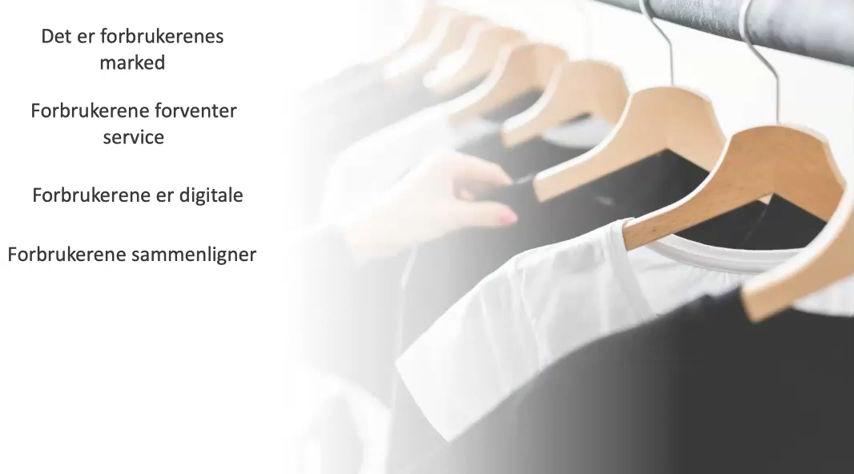 Det er forbrukerenes
marked
Forbrukerene forventer
service
Forbrukerene er digitale
Forbrukerene sammenligner